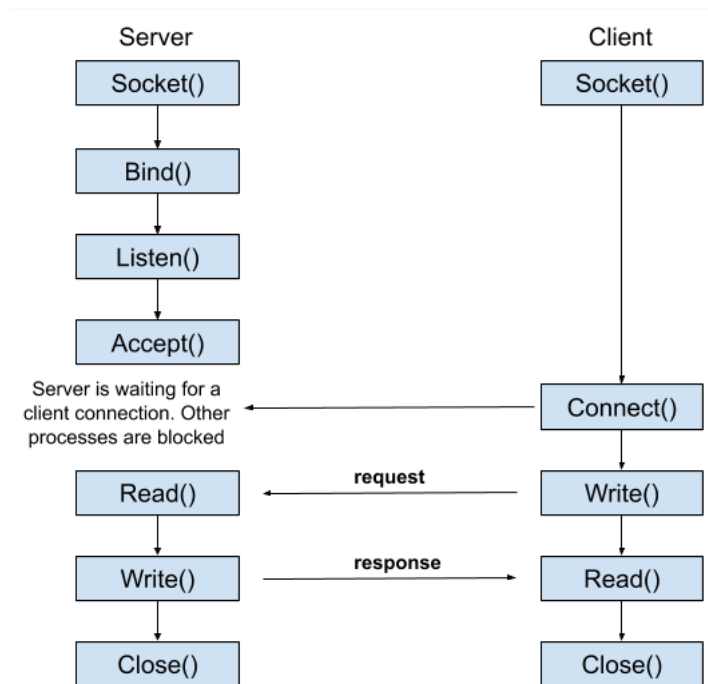 Server
Client
Socket()
Socket()
Bind()
Listen()
Accept()
Server is waiting for a
client connection. Other
processes are blocked
Connect()
Read()
request
Write()
Write()
response
Read()
Close()
Close()